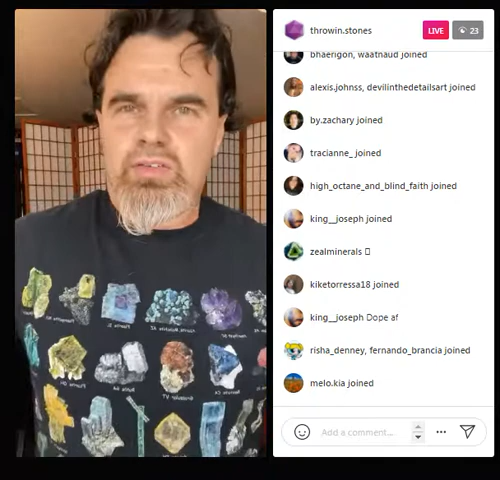 throwin.stones
LIVE
23
bhaerigon, waatnaud joined
alexis.johnss, devilinthedetailsart joined
by.zachary joined
tracianne_ joined
high_octane_and_blind_faith joined
king__joseph joined
zealminerals
kiketorressa18 joined
king__joseph Dope af
risha_denney, fernando_brancia joined
melo.kia joined
Add a comment...